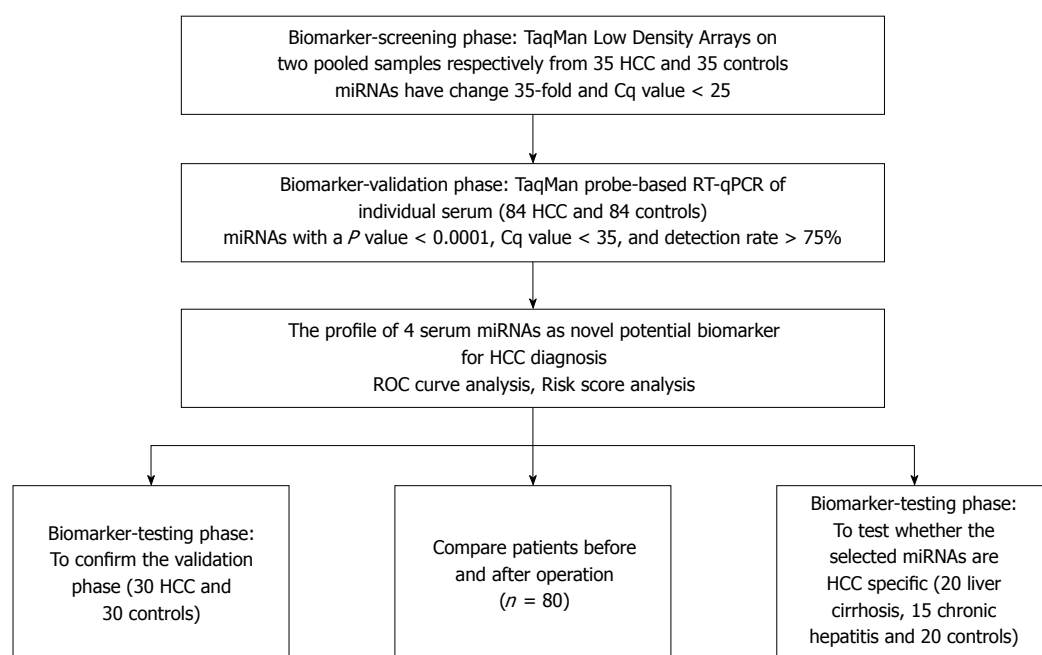 Biomarker-screening phase: TaqMan Low Density Arrays on
two pooled samples respectively from 35 HCC and 35 controls
miRNAs have change 35-fold and Cq value < 25
Biomarker-validation phase: TaqMan probe-based RT-qPCR of
individual serum (84 HCC and 84 controls)
miRNAs with a P value < 0.0001, Cq value < 35, and detection rate > 75%
The profile of 4 serum miRNAs as novel potential biomarker
for HCC diagnosis
ROC curve analysis, Risk score analysis
Biomarker-testing phase:
To confirm the validation
phase (30 HCC and
30 controls)
Compare patients before
and after operation
(n = 80)
Biomarker-testing phase:
To test whether the
selected miRNAs are
HCC specific (20 liver
cirrhosis, 15 chronic
hepatitis and 20 controls)